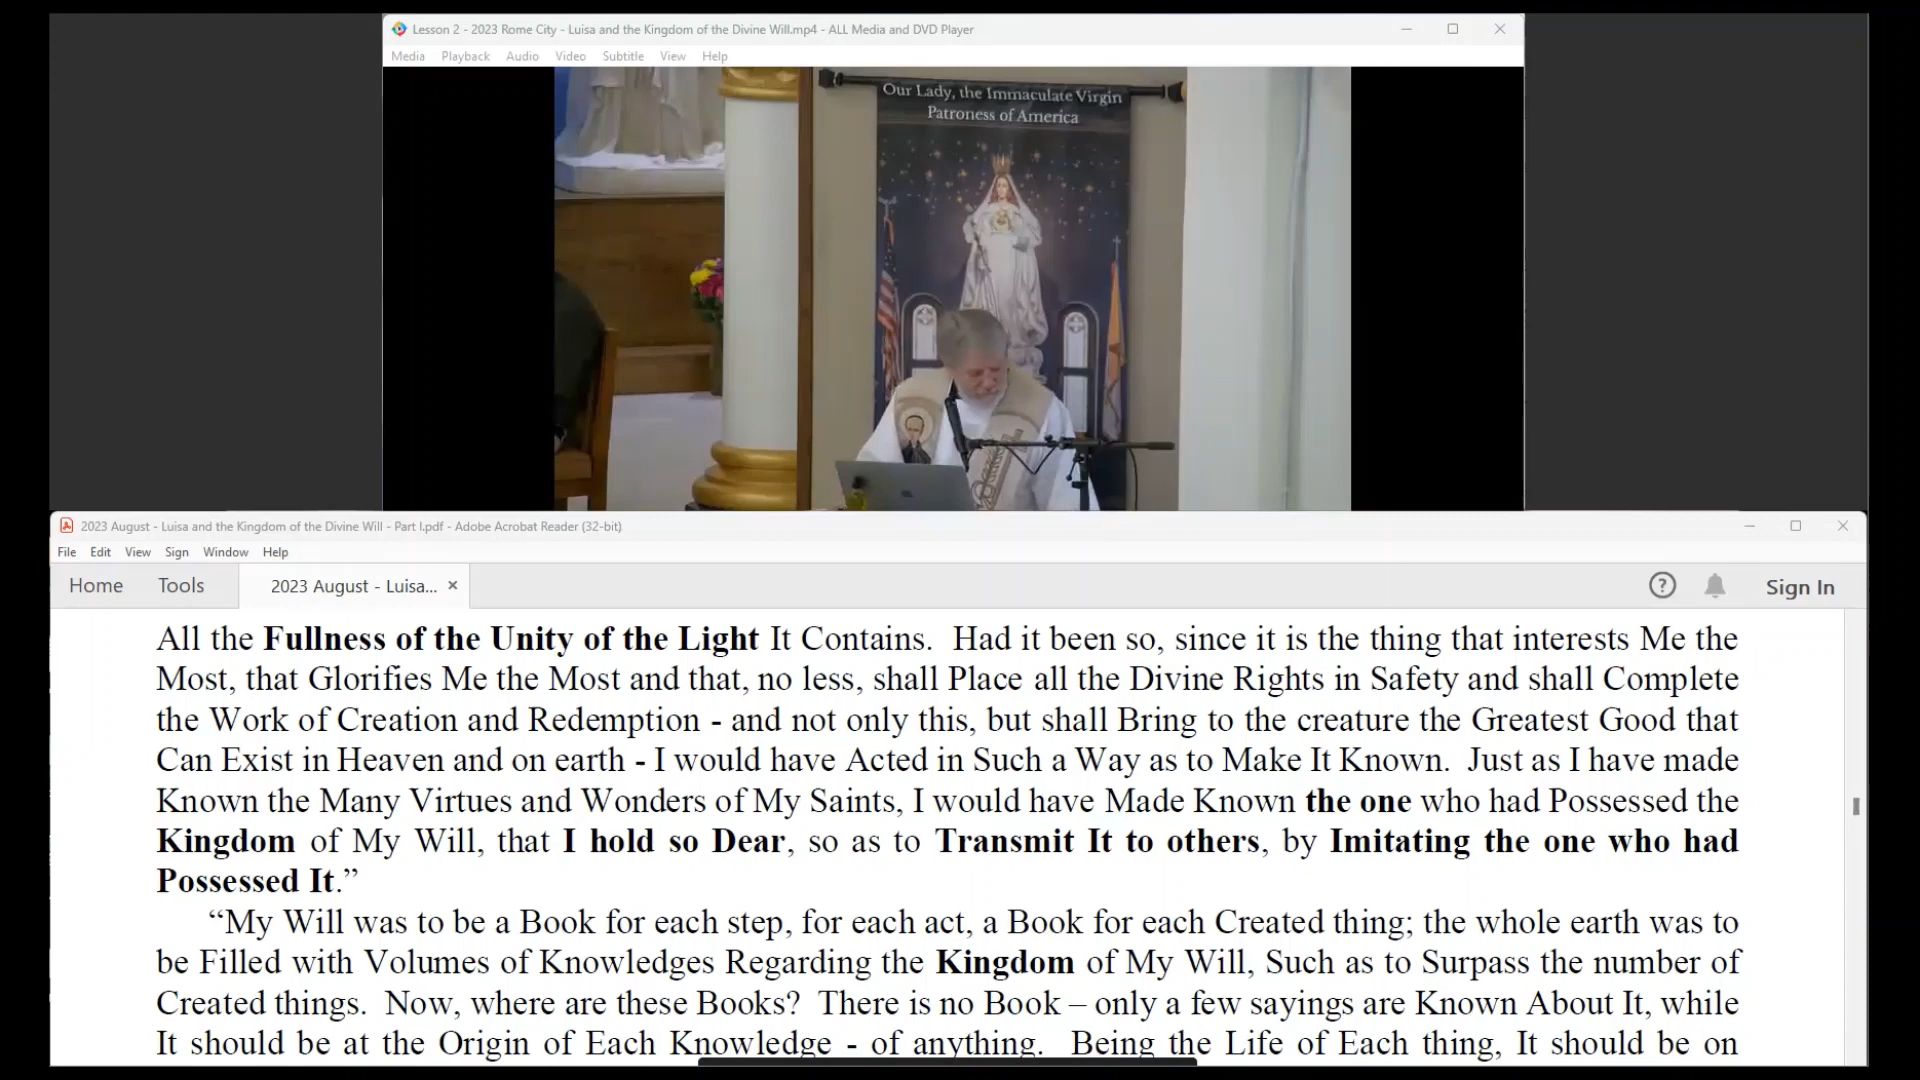 Lesson 2 - 2023 Rome City - Luisa and the Kingdom of the Divine Will.mp4 - ALL Media and DVD Player
Media Playback Audio Video Subtitle View Help
Our Lady, the Immaculate Virgin
Patroness of America
2023 August - Luisa and the Kingdom of the Divine Will - Part I.pdf - Adobe Acrobat Reader (32-bit)
File Edit View Sign Window Help
Home Tools 2023 August - Luisa... × Sign In
All the Fullness of the Unity of the Light It Contains. Had it been so, since it is the thing that interests Me the
Most, that Glorifies Me the Most and that, no less, shall Place all the Divine Rights in Safety and shall Complete
the Work of Creation and Redemption - and not only this, but shall Bring to the creature the Greatest Good that
Can Exist in Heaven and on earth - I would have Acted in Such a Way as to Make It Known. Just as I have made
Known the Many Virtues and Wonders of My Saints, I would have Made Known the one who had Possessed the
Kingdom of My Will, that I hold so Dear, so as to Transmit It to others, by Imitating the one who had
Possessed It.”
“My Will was to be a Book for each step, for each act, a Book for each Created thing; the whole earth was to
be Filled with Volumes of Knowledges Regarding the Kingdom of My Will, Such as to Surpass the number of
Created things. Now, where are these Books? There is no Book – only a few sayings are Known About It, while
It should be at the Origin of Each Knowledge - of anything. Being the Life of Each thing, It should be on